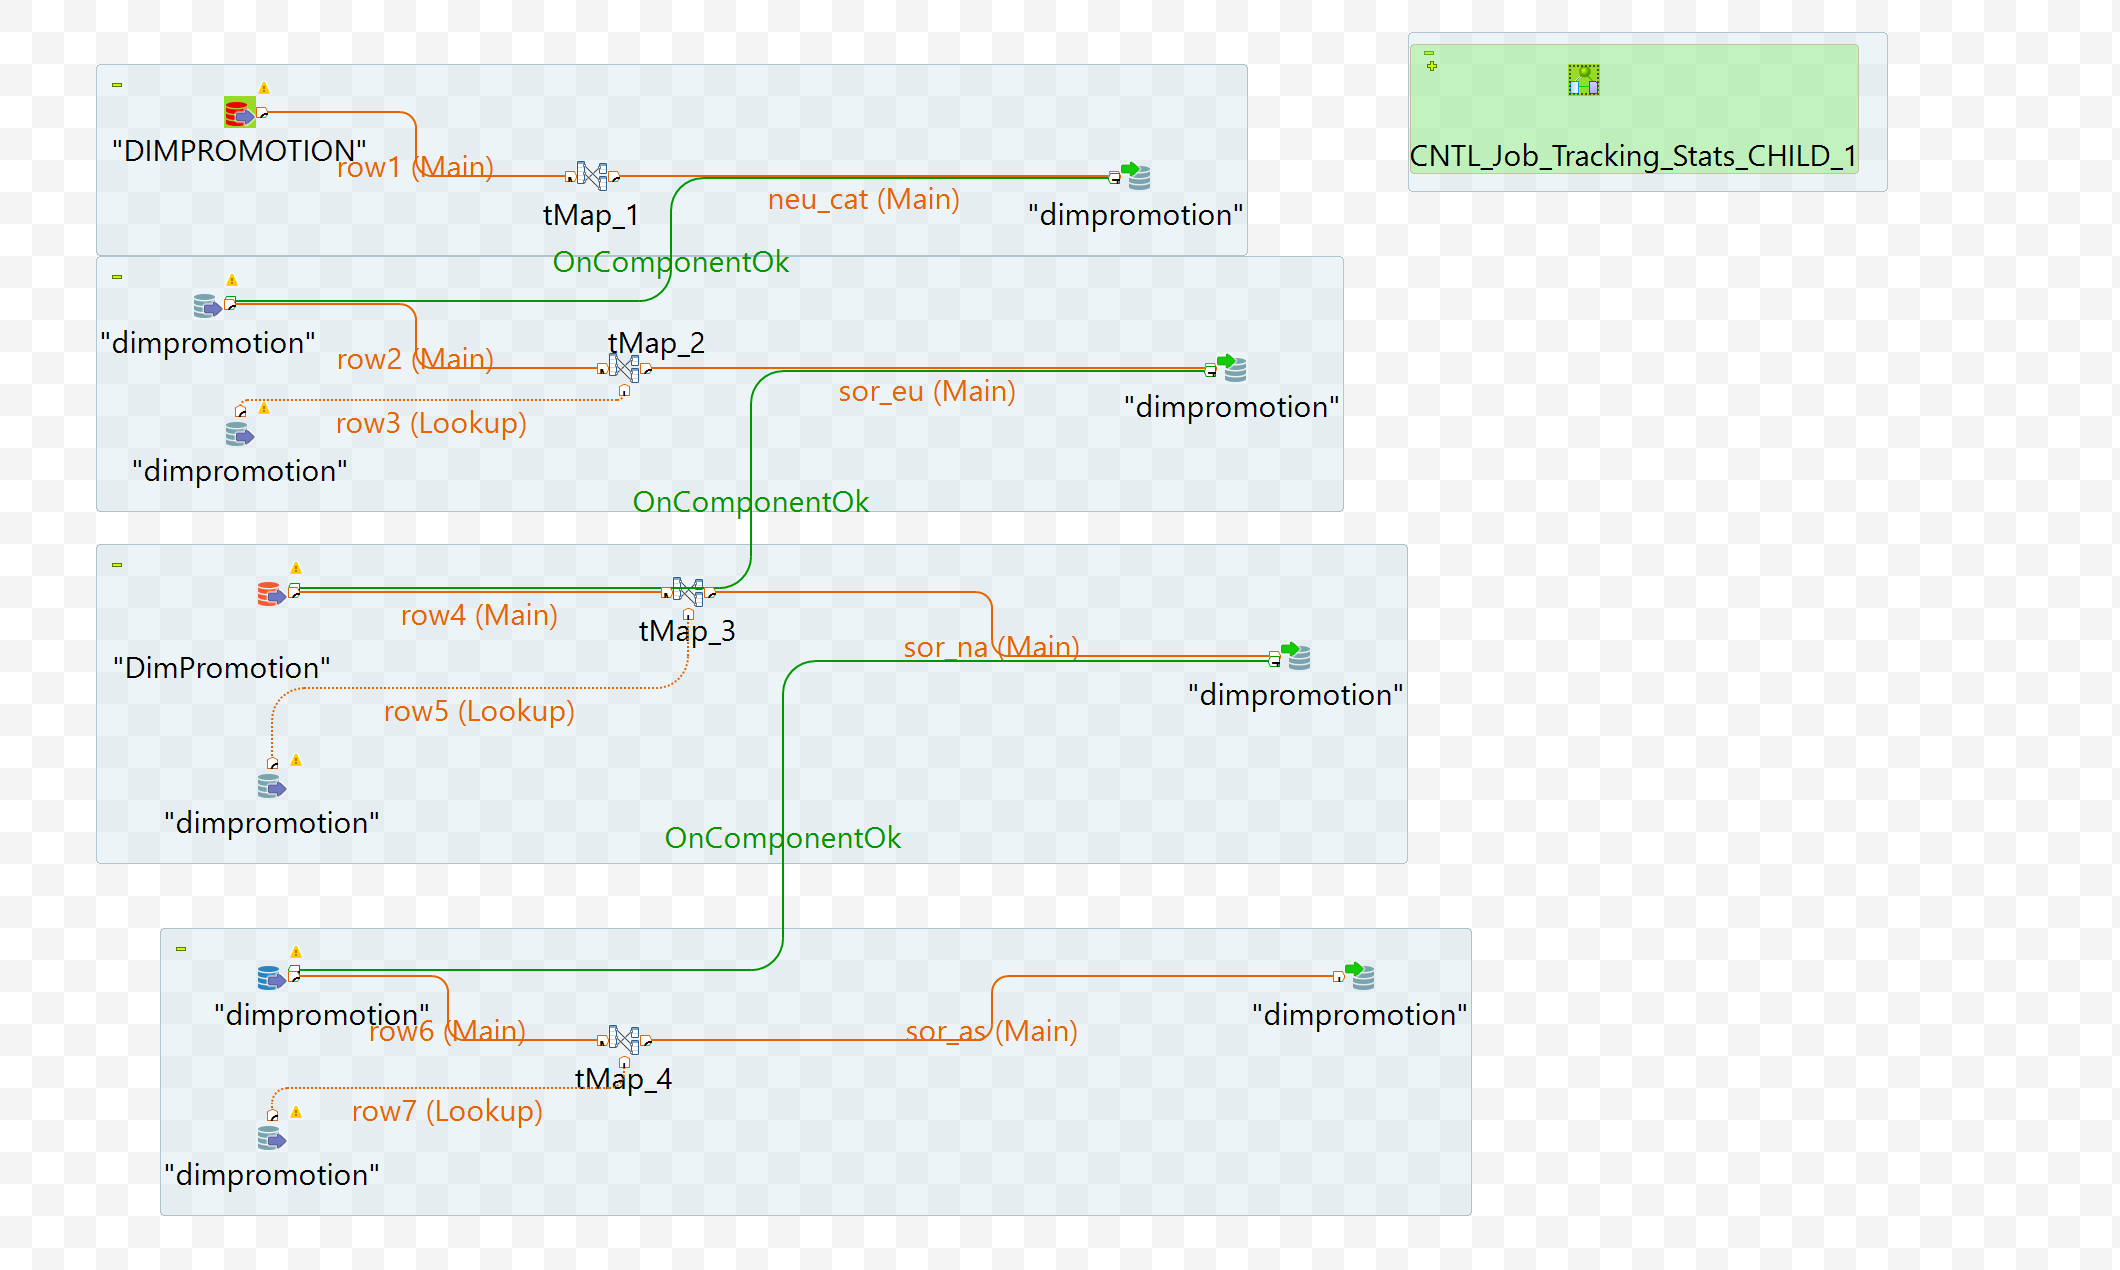 "DIMPROMOTION"
row1 (Main)
tMap_1
neu_cat (Main)
"dimpromotion"
CNTL_Job_Tracking_Stats_CHILD_1
OnComponentOk
"dimpromotion"
row2 (Main)
tMap_2
sor_eu (Main)
"dimpromotion"
row3 (Lookup)
"dimpromotion"
OnComponentOk
row4 (Main)
tMap_3
sor_na (Main)
"DimPromotion"
"dimpromotion"
row5 (Lookup)
"dimpromotion"
OnComponentOk
"dimpromotion"
row6 (Main)
sor_as (Main)
"dimpromotion"
tMap_4
row7 (Lookup)
"dimpromotion"